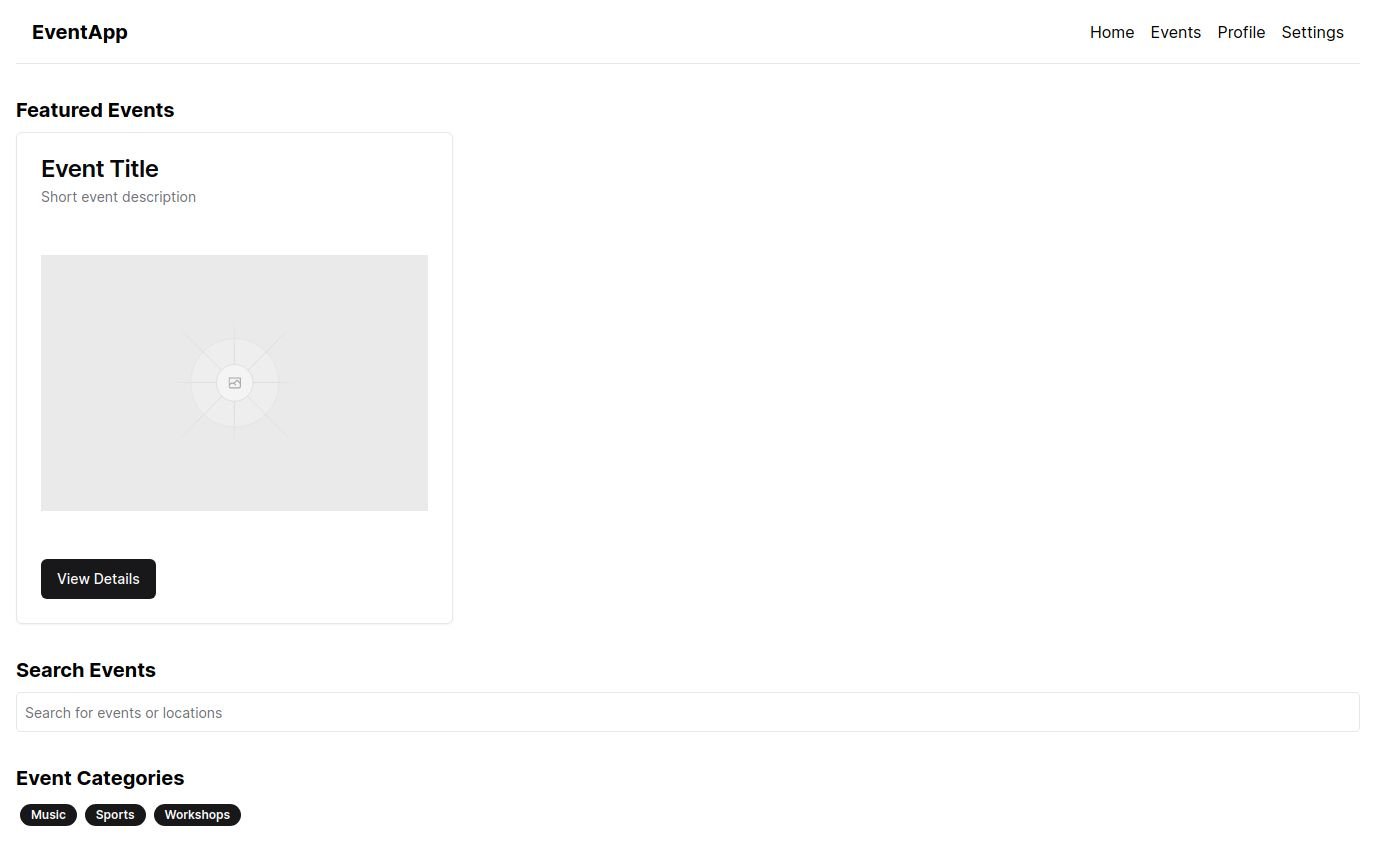 EventApp
Home Events Profile Settings
Featured Events
Event Title
Short event description
View Details
Search Events
Search for events or locations
Event Categories
Music Sports Workshops